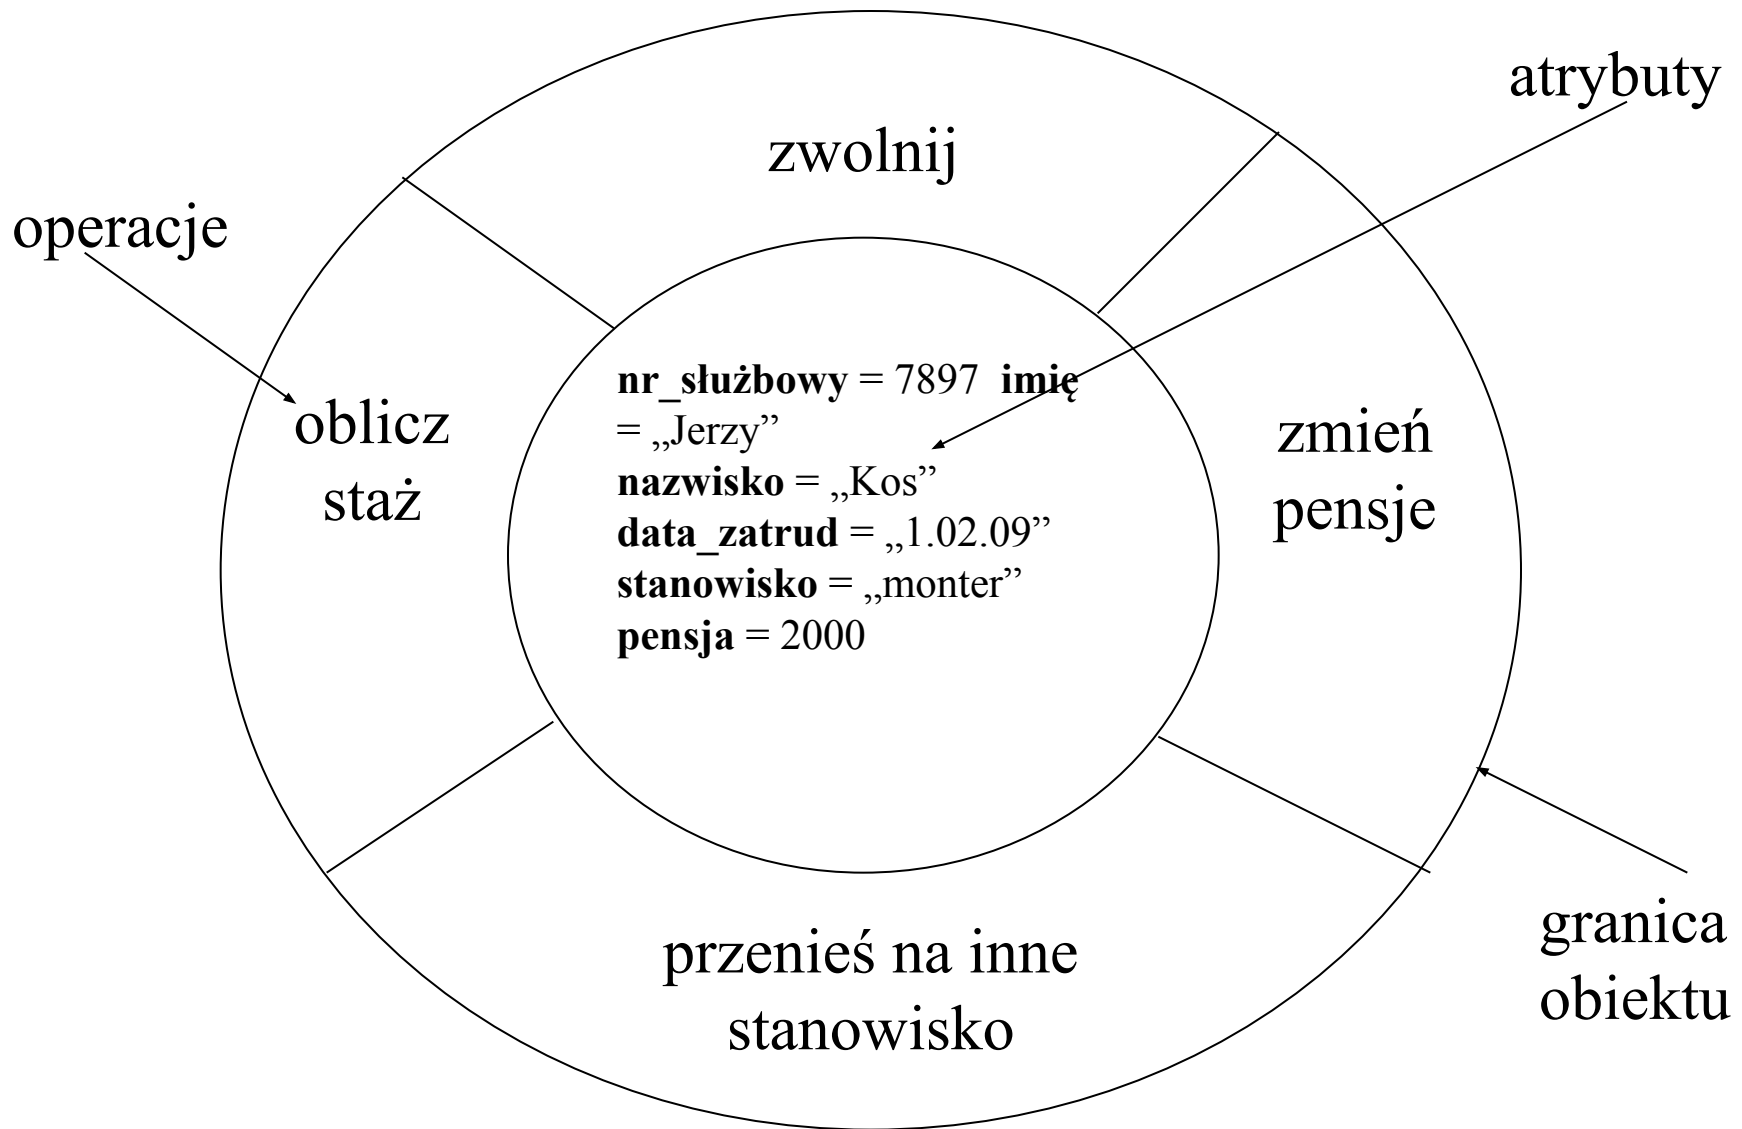 atrybuty
zwolnij
operacje
nr_służbowy = 7897 imię
= „Jerzy”
nazwisko = „Kos”
data_zatrud = „1.02.09”
stanowisko = „monter”
pensja = 2000
oblicz
staż
zmień
pensje
przenieś na inne
stanowisko
granica
obiektu